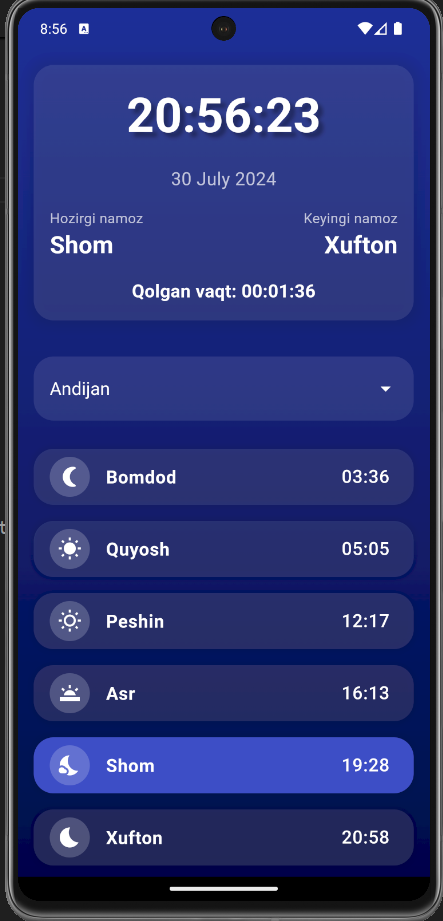 8:56 A
20:56:23
30 July 2024
Hozirgi namoz Keyingi namoz
Shom Xufton
Qolgan vaqt: 00:01:36
Andijan
Bomdod 03:36
Quyosh 05:05
Peshin 12:17
Asr 16:13
Shom 19:28
Xufton 20:58
t